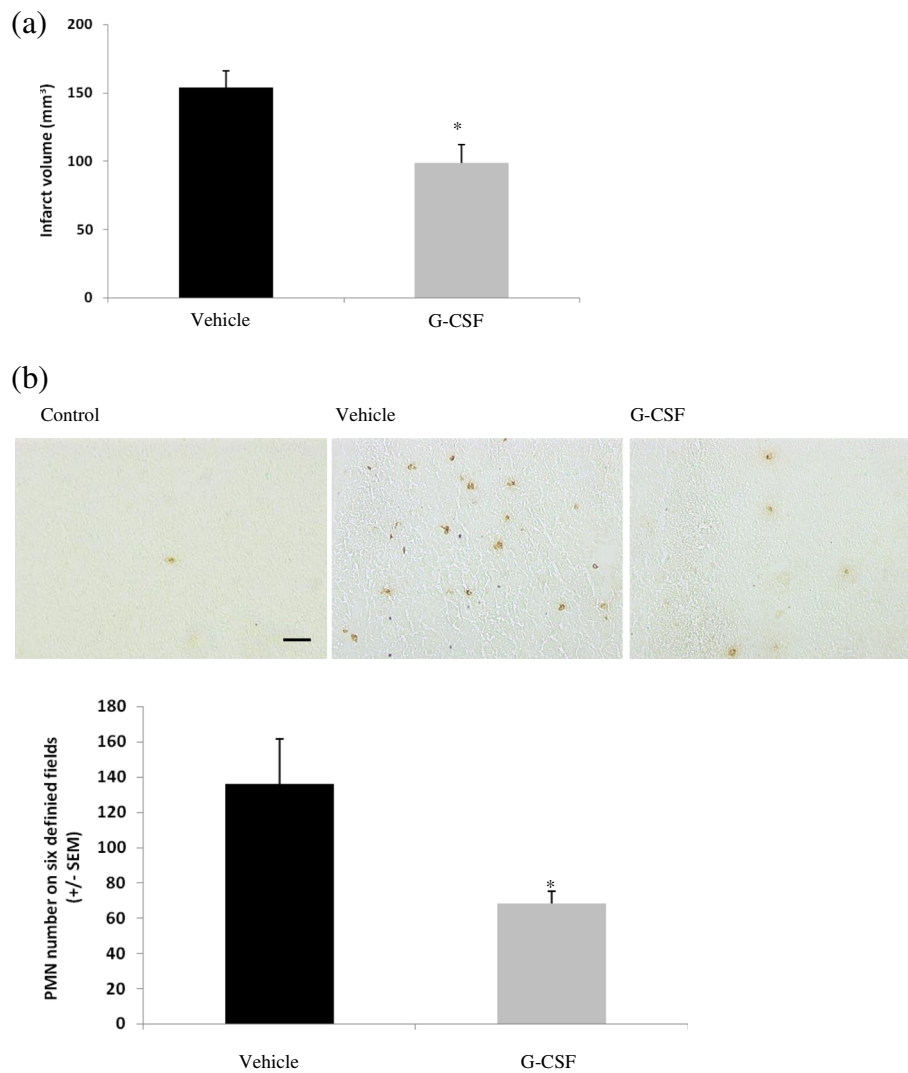 (a)
200
150
100
50
0
Infarct volume (mm³)
*
Vehicle G-CSF
(b)
Control Vehicle G-CSF
180
160
140
120
100
80
60
40
20
0
PMN number on six definied fields
(+/- SEM)
*
Vehicle G-CSF